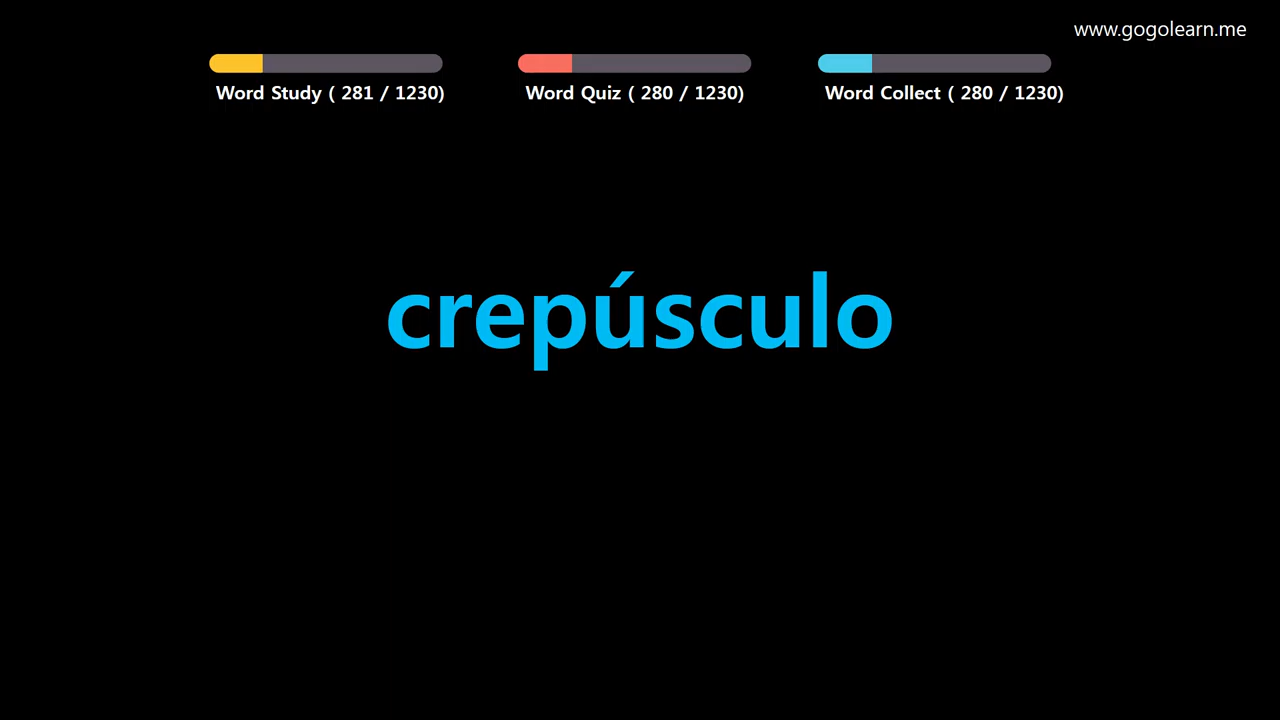 www.gogolearn.me
Word Study ( 281 / 1230)
Word Quiz ( 280 / 1230)
Word Collect ( 280 / 1230)
crepúsculo